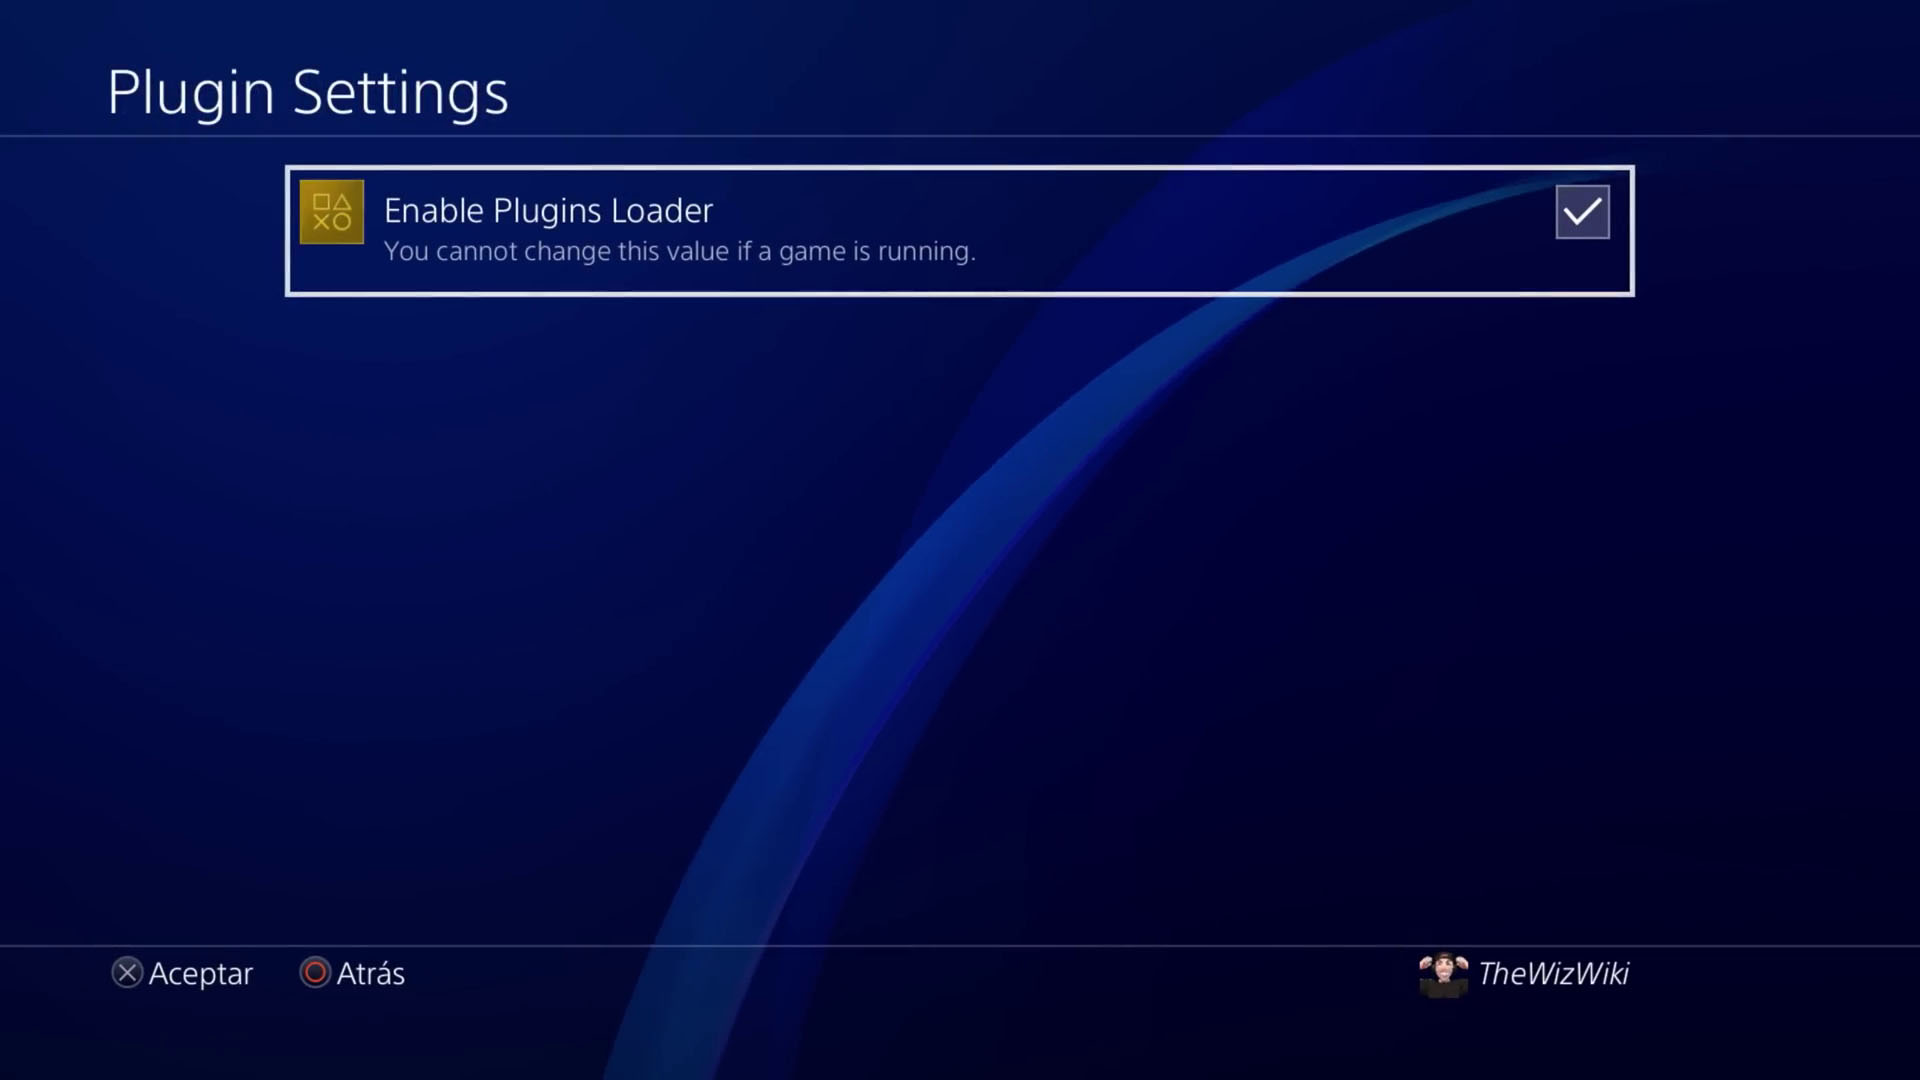 Plugin Settings
Enable Plugins Loader
You cannot change this value if a game is running.
Aceptar Atrás TheWizWiki